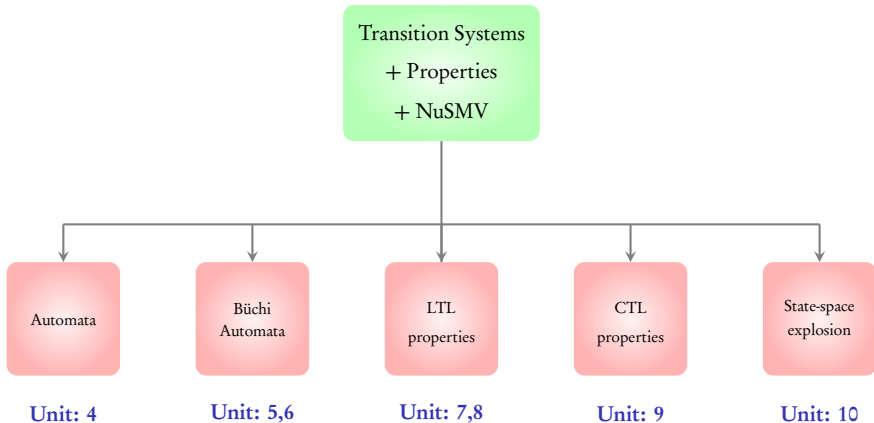 Transition Systems
+ Properties
+ NuSMV
Automata
Büchi
Automata
LTL
properties
CTL
properties
State-space
explosion
Unit: 4
Unit: 5,6
Unit: 7,8
Unit: 9
Unit: 10